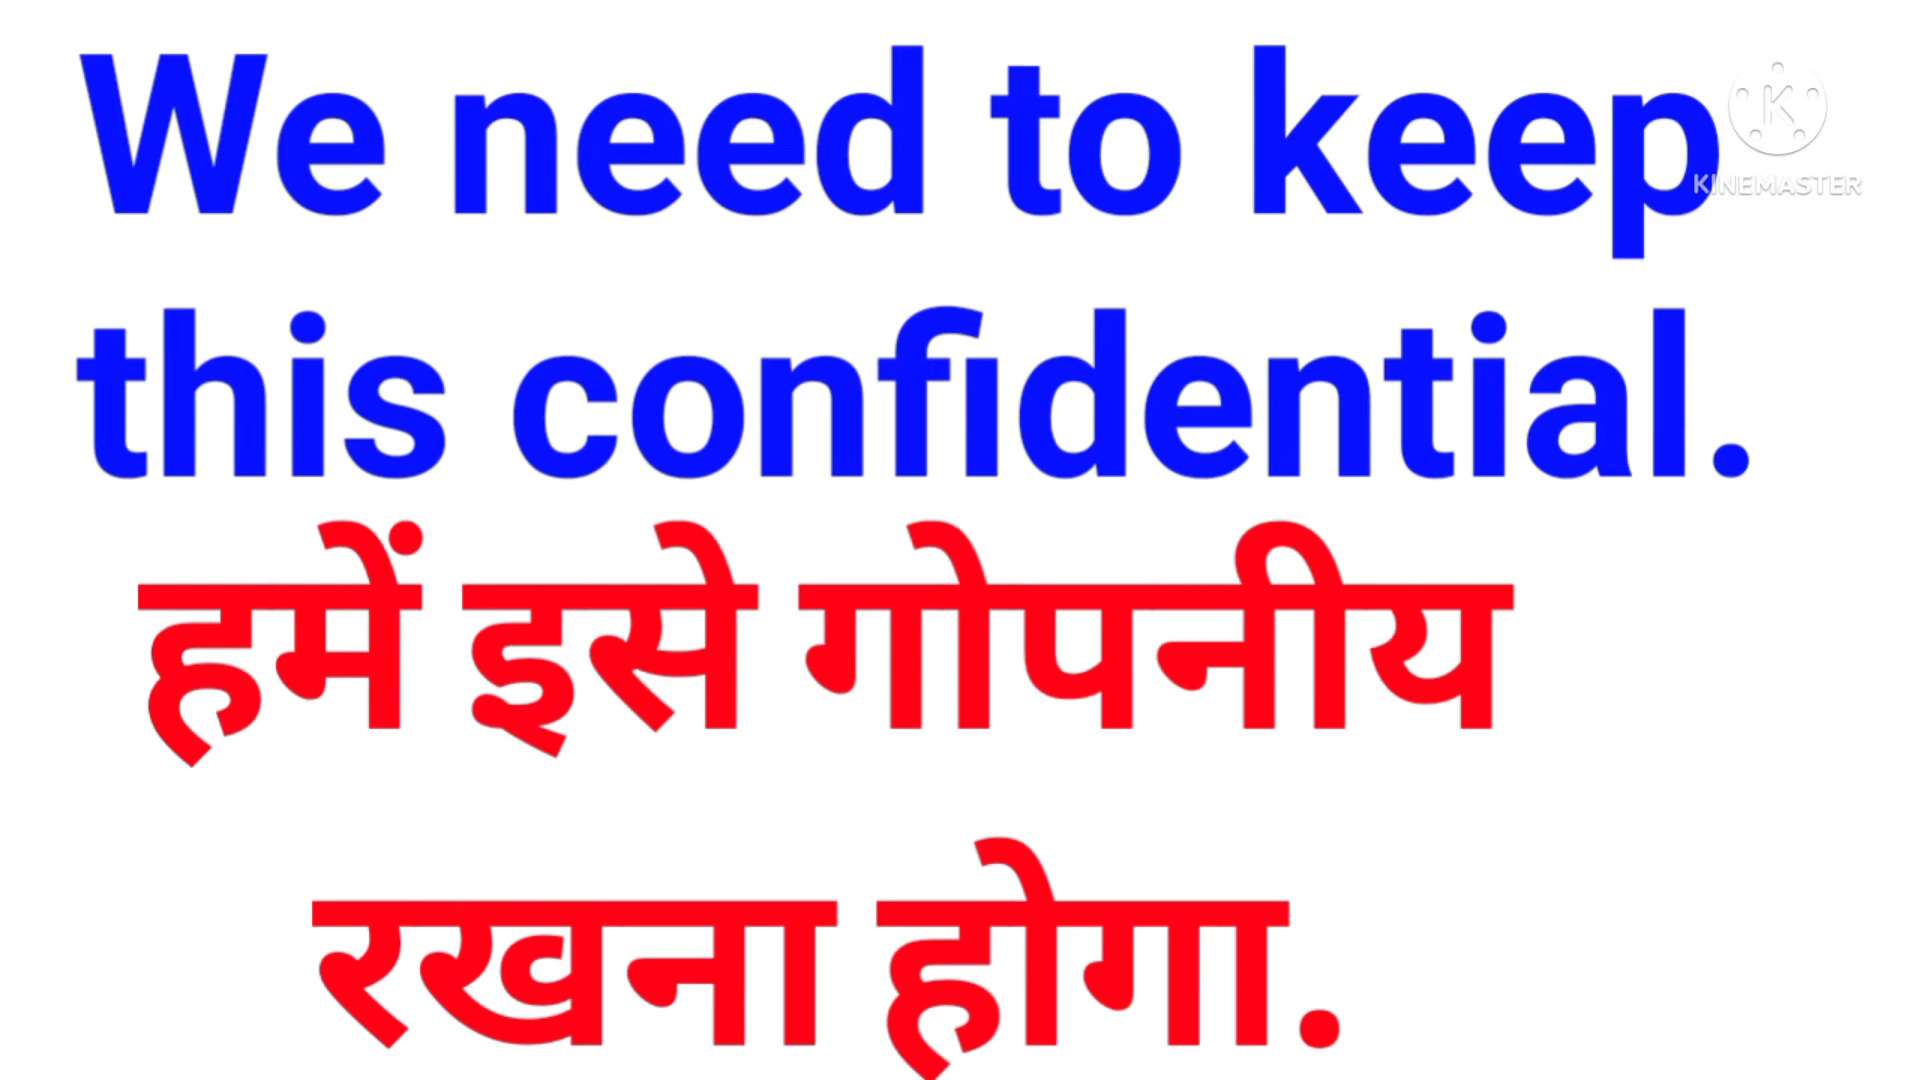 We need to keep
KINEMASTER
this confidential.
हमें इसे गोपनीय
रखना होगा.